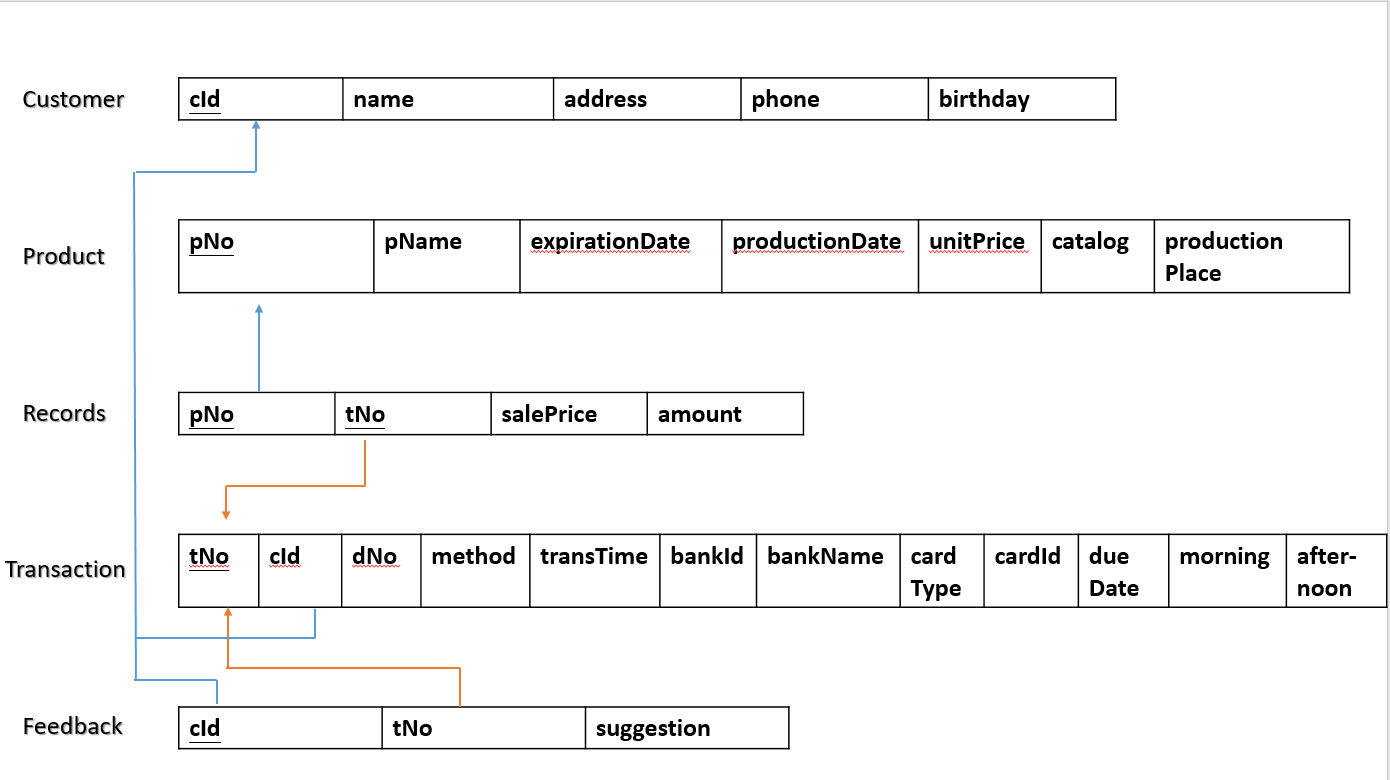 Customer cId name address phone birthday
Product pNo pName expirationDate productionDate unitPrice catalog production
Place
Records pNo tNo salePrice amount
Transaction tNo cId dNo method transTime bankId bankName card cardId due morning after-
Type Date noon
Feedback cId tNo suggestion